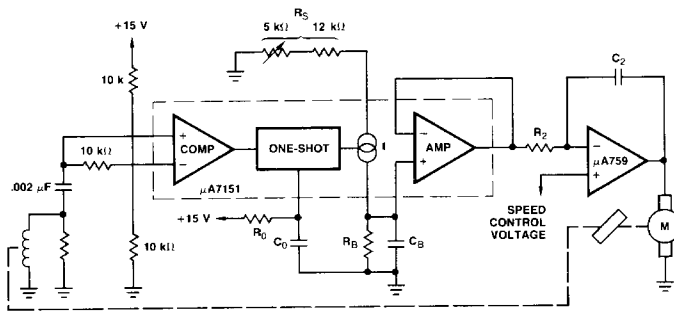 +15 V
10 k
10 kΩ
.002 μF
10 kΩ
R_S
5 kΩ 12 kΩ
+
−
COMP
ONE-SHOT
μA7151
I
−
AMP
+
+15 V
R_0
C_0
R_B
C_B
R_2
C_2
−
μA759
+
SPEED
CONTROL
VOLTAGE
M